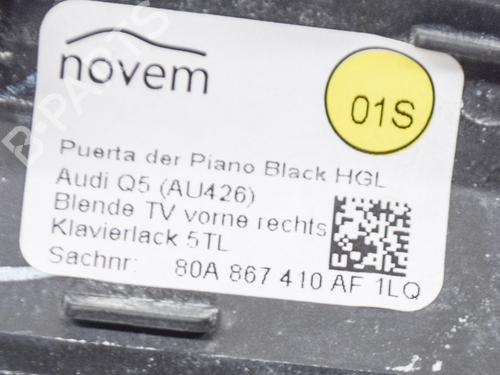 novem
01S
Puerta der Piano Black HGL
Audi Q5 (AU426)
Blende TV vorne rechts
Klavierlack 5TL
Sachnr: 80A 867 410 AF 1LQ
B-PARTS